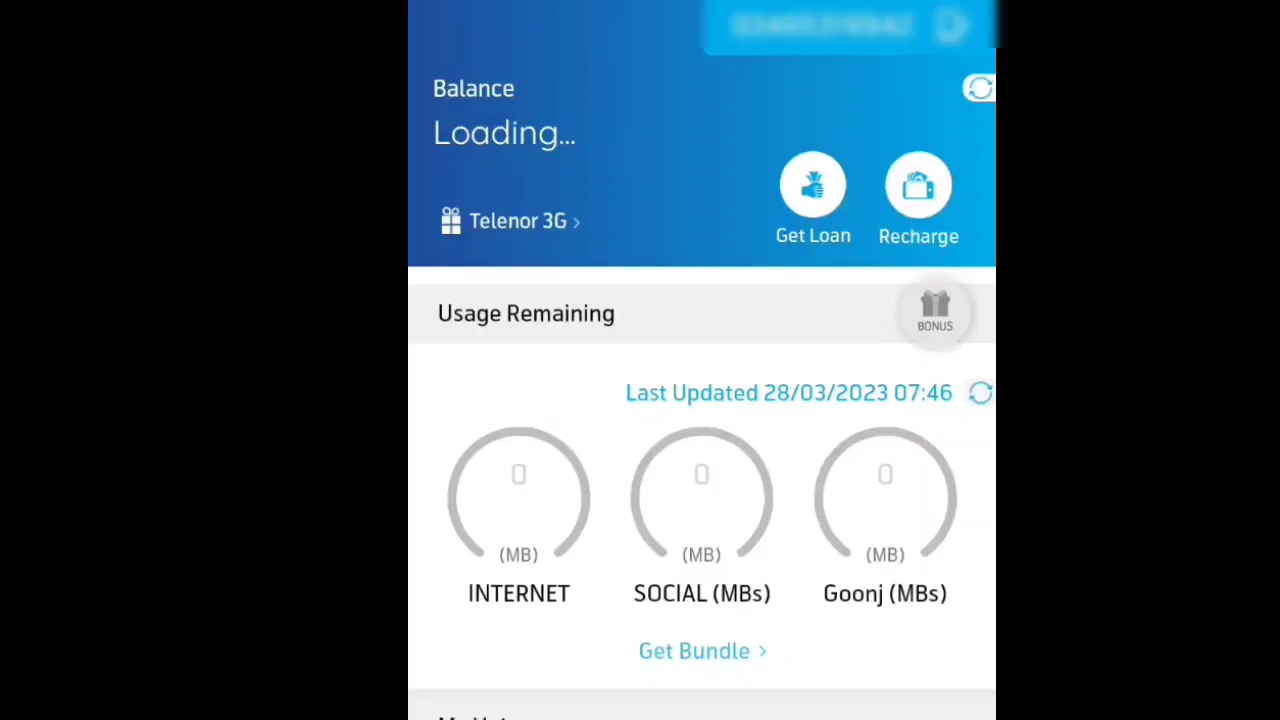 Balance
Loading...
Telenor 3G >
Get Loan
Recharge
Usage Remaining
BONUS
Last Updated 28/03/2023 07:46
0
0
0
(MB)
(MB)
(MB)
INTERNET
SOCIAL (MBs)
Goonj (MBs)
Get Bundle >